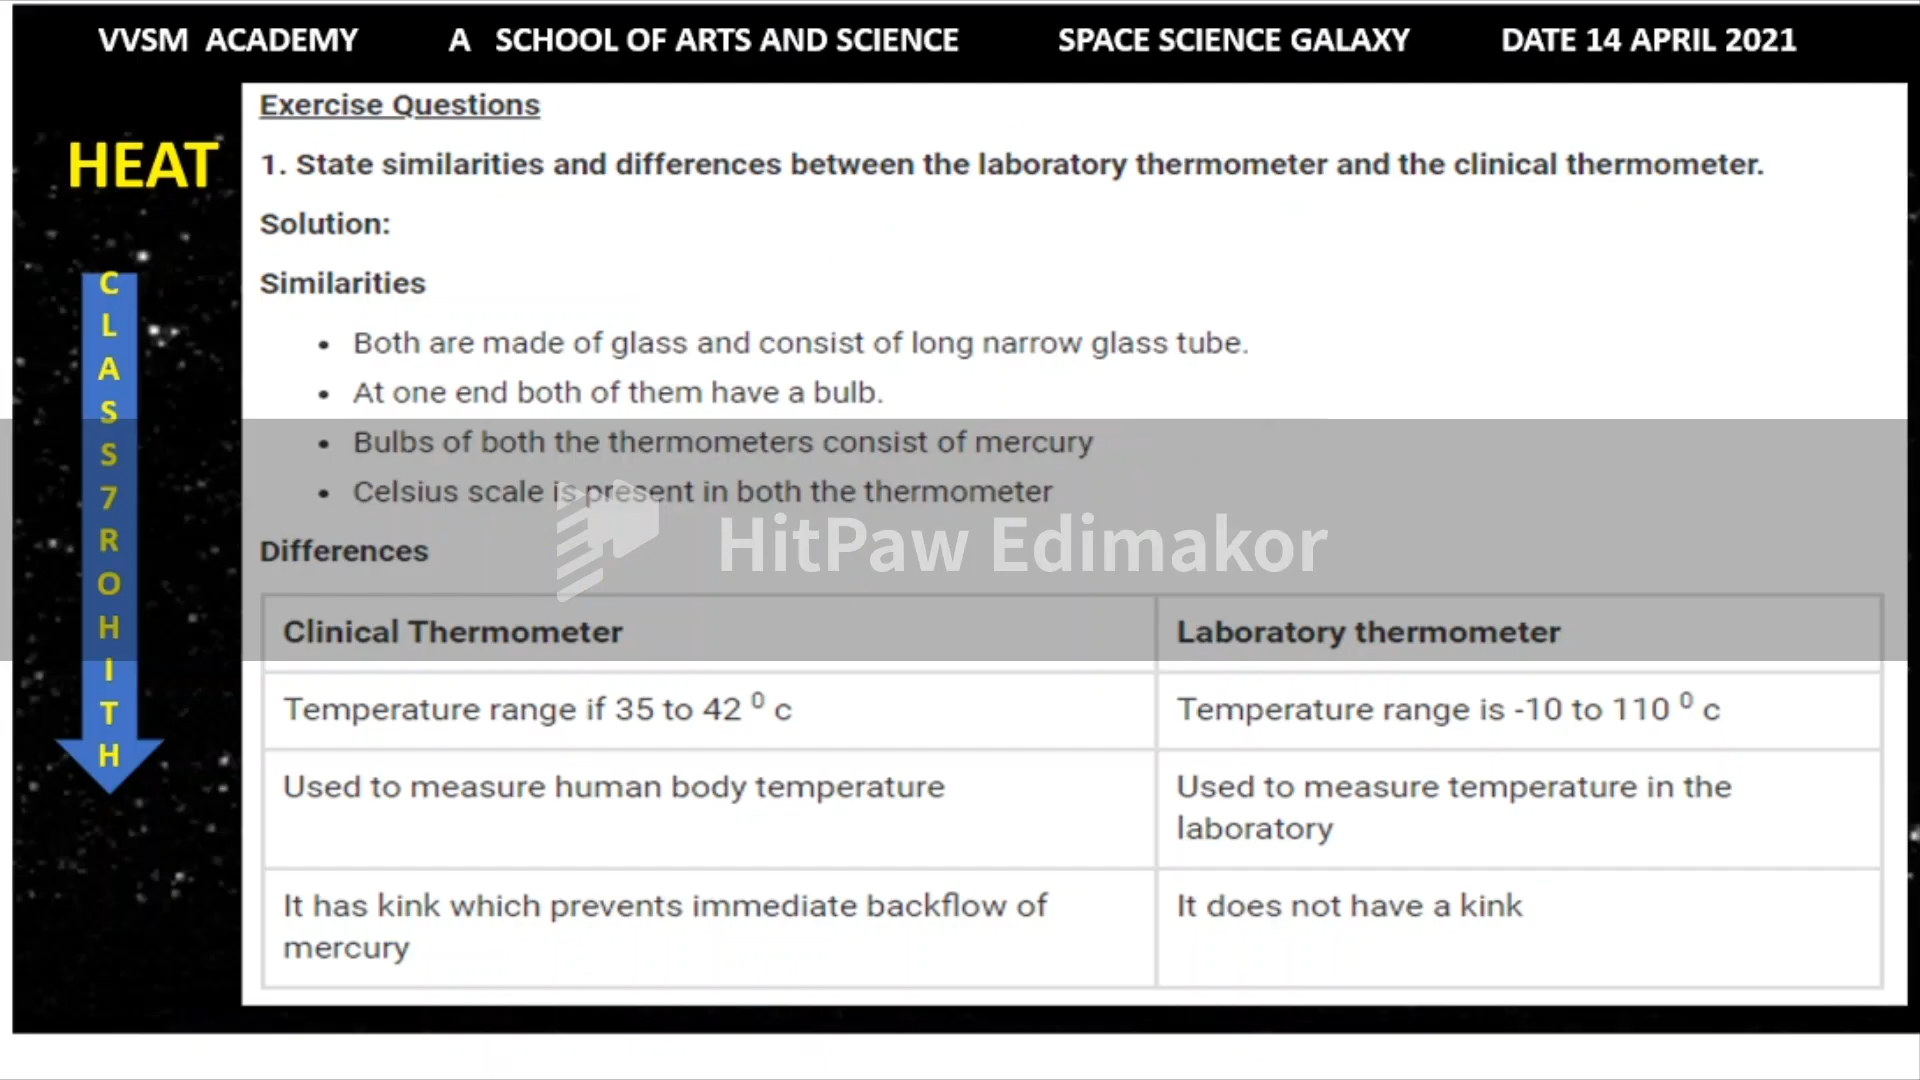 VVSM ACADEMY A SCHOOL OF ARTS AND SCIENCE SPACE SCIENCE GALAXY DATE 14 APRIL 2021
HEAT
C
L
A
S
S
7
R
O
H
I
T
H
Exercise Questions
1. State similarities and differences between the laboratory thermometer and the clinical thermometer.
Solution:
Similarities
• Both are made of glass and consist of long narrow glass tube.
• At one end both of them have a bulb.
• Bulbs of both the thermometers consist of mercury
• Celsius scale is present in both the thermometer
HitPaw Edimakor
Differences
Clinical Thermometer Laboratory thermometer
Temperature range if 35 to 42 ⁰ c Temperature range is -10 to 110 ⁰ c
Used to measure human body temperature Used to measure temperature in the
laboratory
It has kink which prevents immediate backflow of It does not have a kink
mercury